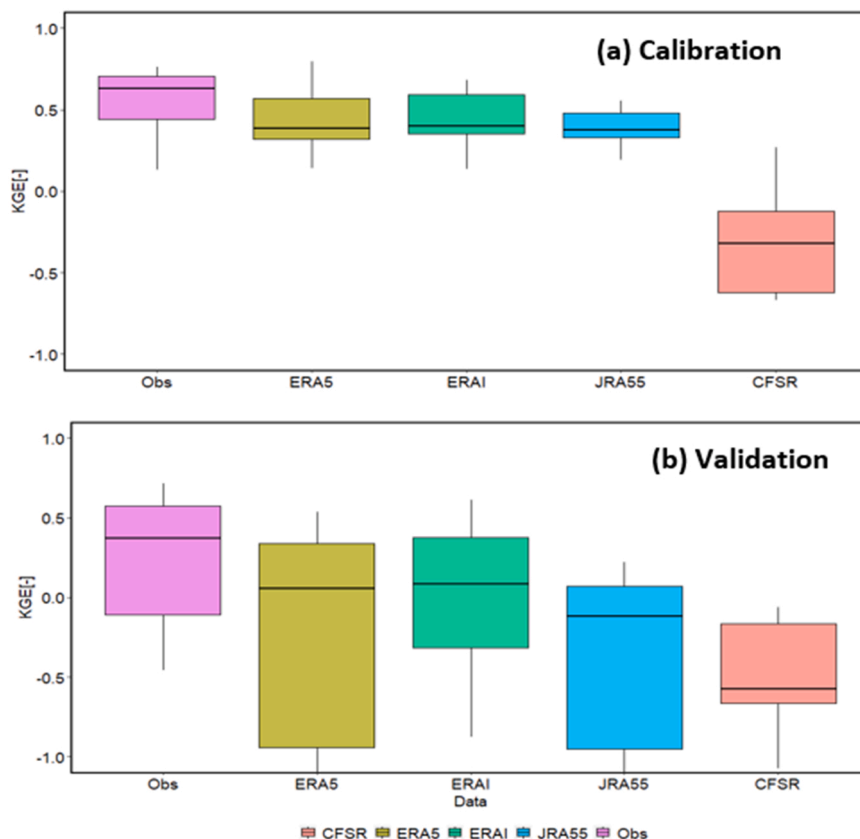 (a) Calibration
KGE[-]
1.0
0.5
0.0
-0.5
-1.0
Obs ERA5 ERAI JRA55 CFSR
(b) Validation
KGE[-]
1.0
0.5
0.0
-0.5
-1.0
Obs ERA5 ERAI JRA55 CFSR
Data
CFSR ERA5 ERAI JRA55 Obs